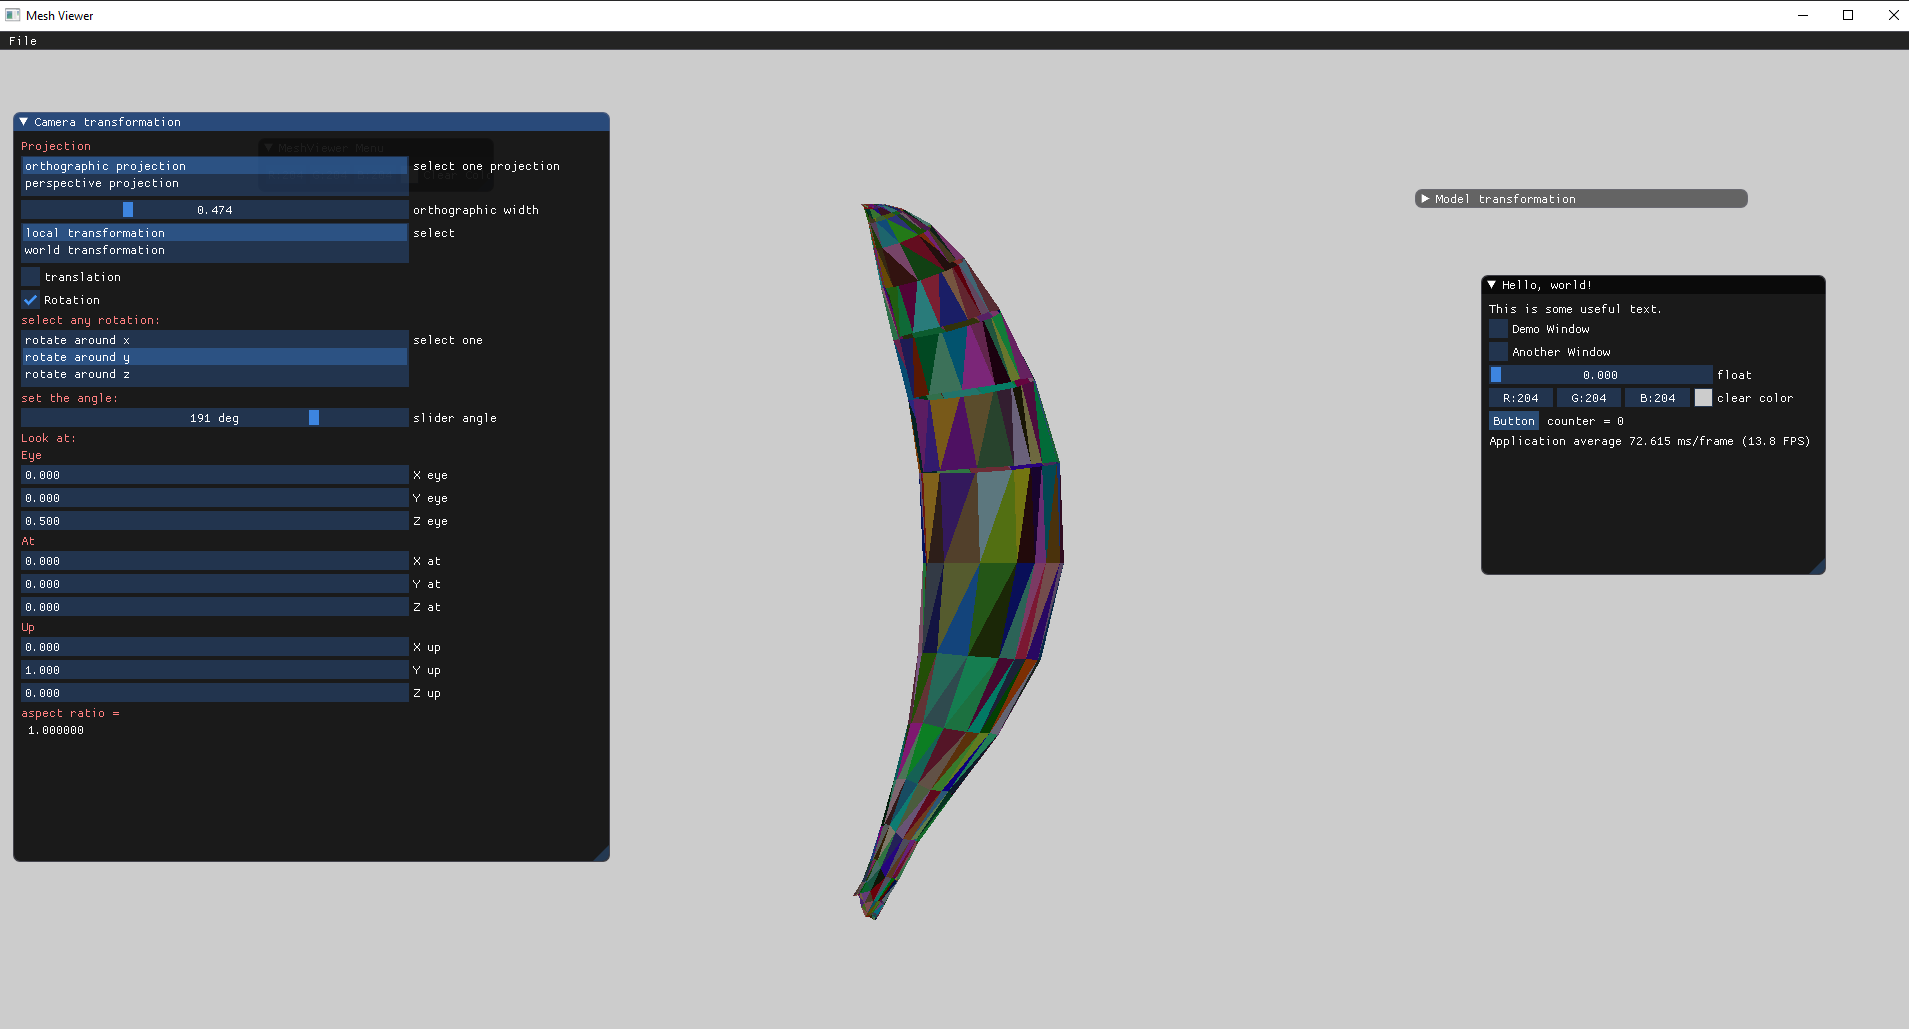 Mesh Viewer
File
Camera transformation
Projection
MeshViewer Menu
orthographic projection
select one projection
perspective projection
0.474
orthographic width
local transformation
select
world transformation
translation
Rotation
select any rotation:
rotate around x
select one
rotate around y
rotate around z
set the angle:
191 deg
slider angle
Look at:
Eye
0.000
X eye
0.000
Y eye
0.500
Z eye
At
0.000
X at
0.000
Y at
0.000
Z at
Up
0.000
X up
1.000
Y up
0.000
Z up
aspect ratio =
1.000000
Model transformation
Hello, world!
This is some useful text.
Demo Window
Another Window
0.000
float
R:204 G:204 B:204 clear color
Button counter = 0
Application average 72.615 ms/frame (13.8 FPS)